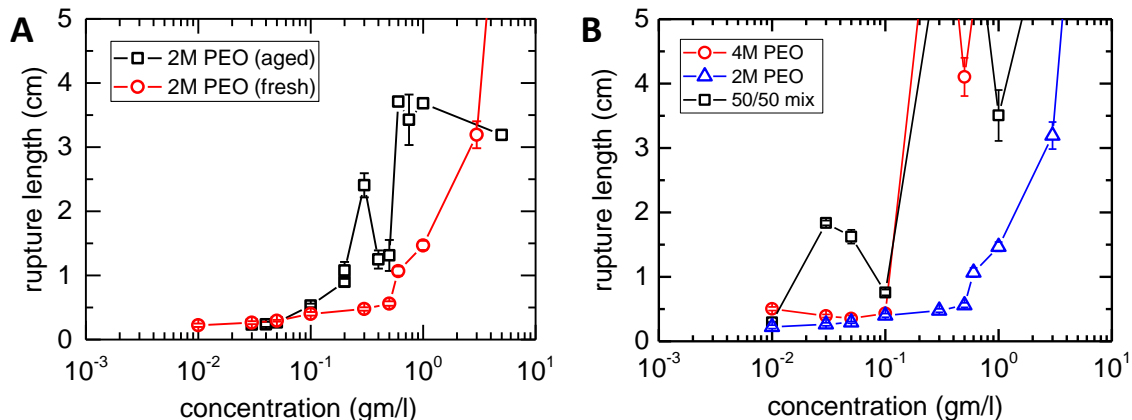 A
5
4
3
2
1
0
rupture length (cm)
2M PEO (aged)
2M PEO (fresh)
10-3 10-2 10-1 100 101
concentration (gm/l)
B
5
4
3
2
1
0
rupture length (cm)
4M PEO
2M PEO
50/50 mix
10-3 10-2 10-1 100 101
concentration (gm/l)